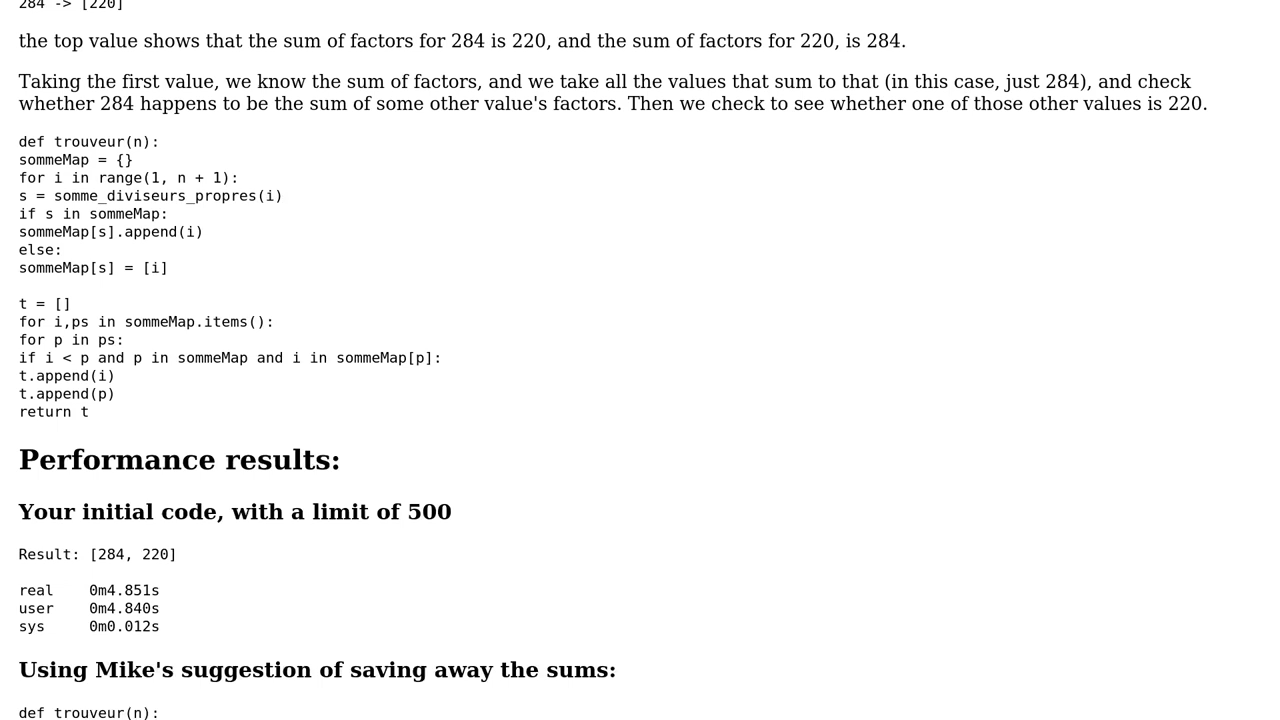 284 -> [220]
the top value shows that the sum of factors for 284 is 220, and the sum of factors for 220, is 284.
Taking the first value, we know the sum of factors, and we take all the values that sum to that (in this case, just 284), and check
whether 284 happens to be the sum of some other value's factors. Then we check to see whether one of those other values is 220.
def trouveur(n):
sommeMap = {}
for i in range(1, n + 1):
s = somme_diviseurs_propres(i)
if s in sommeMap:
sommeMap[s].append(i)
else:
sommeMap[s] = [i]
t = []
for i,ps in sommeMap.items():
for p in ps:
if i < p and p in sommeMap and i in sommeMap[p]:
t.append(i)
t.append(p)
return t
Performance results:
Your initial code, with a limit of 500
Result: [284, 220]
real    0m4.851s
user    0m4.840s
sys     0m0.012s
Using Mike's suggestion of saving away the sums:
def trouveur(n):